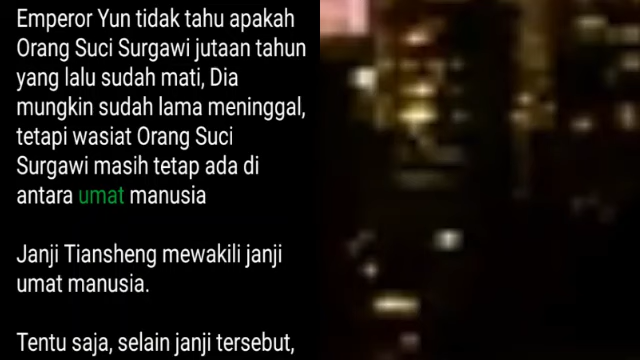 Emperor Yun tidak tahu apakah
Orang Suci Surgawi jutaan tahun
yang lalu sudah mati, Dia
mungkin sudah lama meninggal,
tetapi wasiat Orang Suci
Surgawi masih tetap ada di
antara umat manusia
Janji Tiansheng mewakili janji
umat manusia.
Tentu saja, selain janji tersebut,